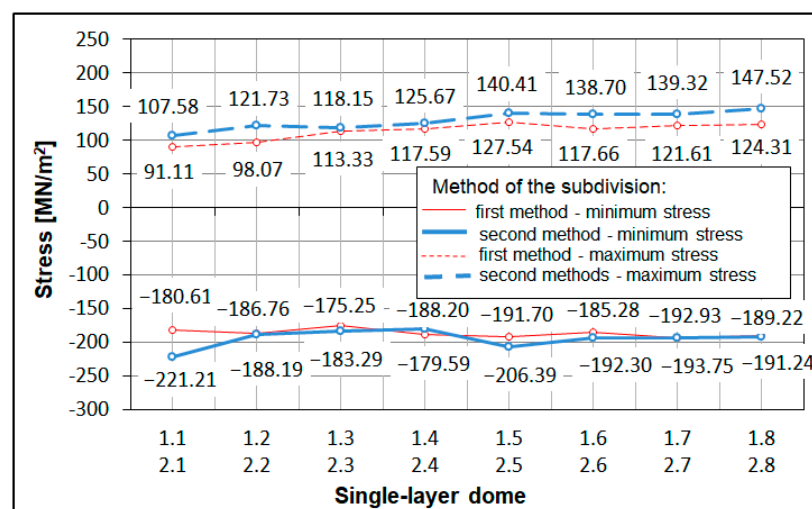 250
200
150
100
50
0
-50
-100
-150
-200
-250
-300
Stress [MN/m²]
107.58 121.73 118.15 125.67 140.41 138.70 139.32 147.52
91.11 98.07 113.33 117.59 127.54 117.66 121.61 124.31
Method of the subdivision:
first method - minimum stress
second method - minimum stress
first method - maximum stress
second methods - maximum stress
−180.61 −186.76 −175.25 −188.20 −191.70 −185.28 −192.93 −189.22
−221.21 −188.19 −183.29 −179.59 −206.39 −192.30 −193.75 −191.24
1.1 1.2 1.3 1.4 1.5 1.6 1.7 1.8
2.1 2.2 2.3 2.4 2.5 2.6 2.7 2.8
Single-layer dome